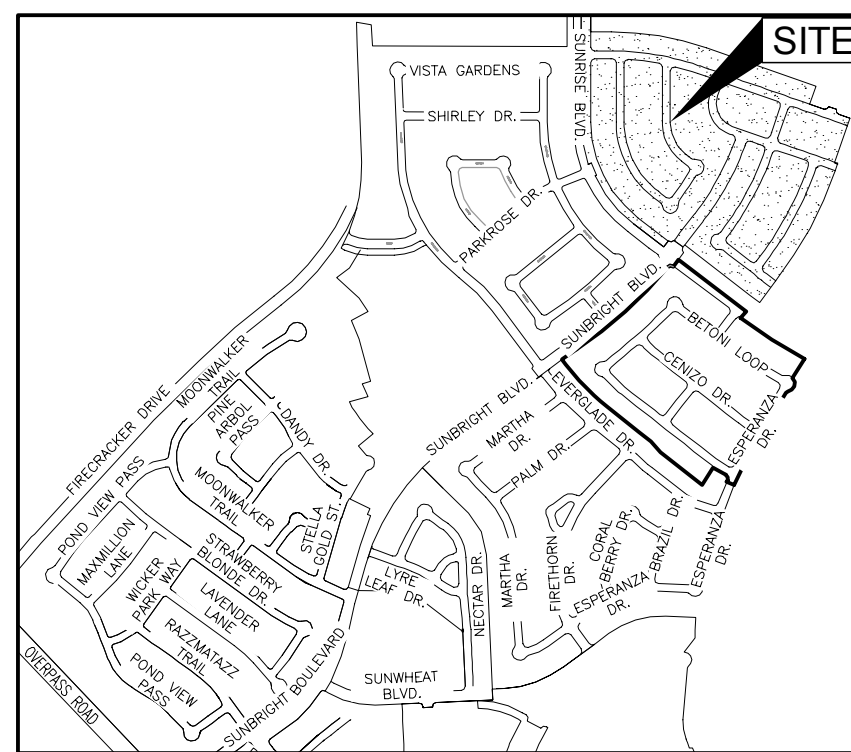 SITE
SUNRISE BLVD.
VISTA GARDENS
SHIRLEY DR.
PARKROSE DR.
SUNBRIGHT BLVD.
BETONI LOOP
CENIZO DR.
ESPERANZA
DR.
EVERGLADE DR.
SUNBRIGHT BLVD.
MARTHA
DR.
PALM DR.
MOONWALKER
TRAIL
FIRECRACKER DRIVE
PINE
ARBOL
PASS
DANDY DR.
MOONWALKER
TRAIL
STELLA
GOLD ST.
POND VIEW PASS
MAXMILLION
LANE
WICKER
PARK WAY
STRAWBERRY
BLONDE DR.
LAVENDER
LANE
RAZZMATAZZ
TRAIL
POND VIEW
PASS
OVERPASS ROAD
SUNBRIGHT BOULEVARD
LYRE
LEAF DR.
NECTAR DR.
SUNWHEAT
BLVD.
MARTHA
DR.
FIRETHORN
DR.
CORAL
BERRY DR.
BRAZIL DR.
ESPERANZA
DR.
ESPERANZA
DR.